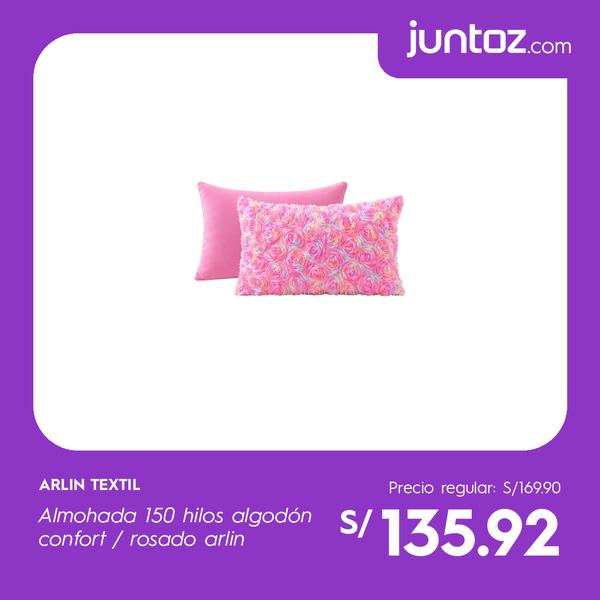 juntoz.com
ARLIN TEXTIL
Almohada 150 hilos algodón
confort / rosado arlin
Precio regular: S/169.90
S/135.92